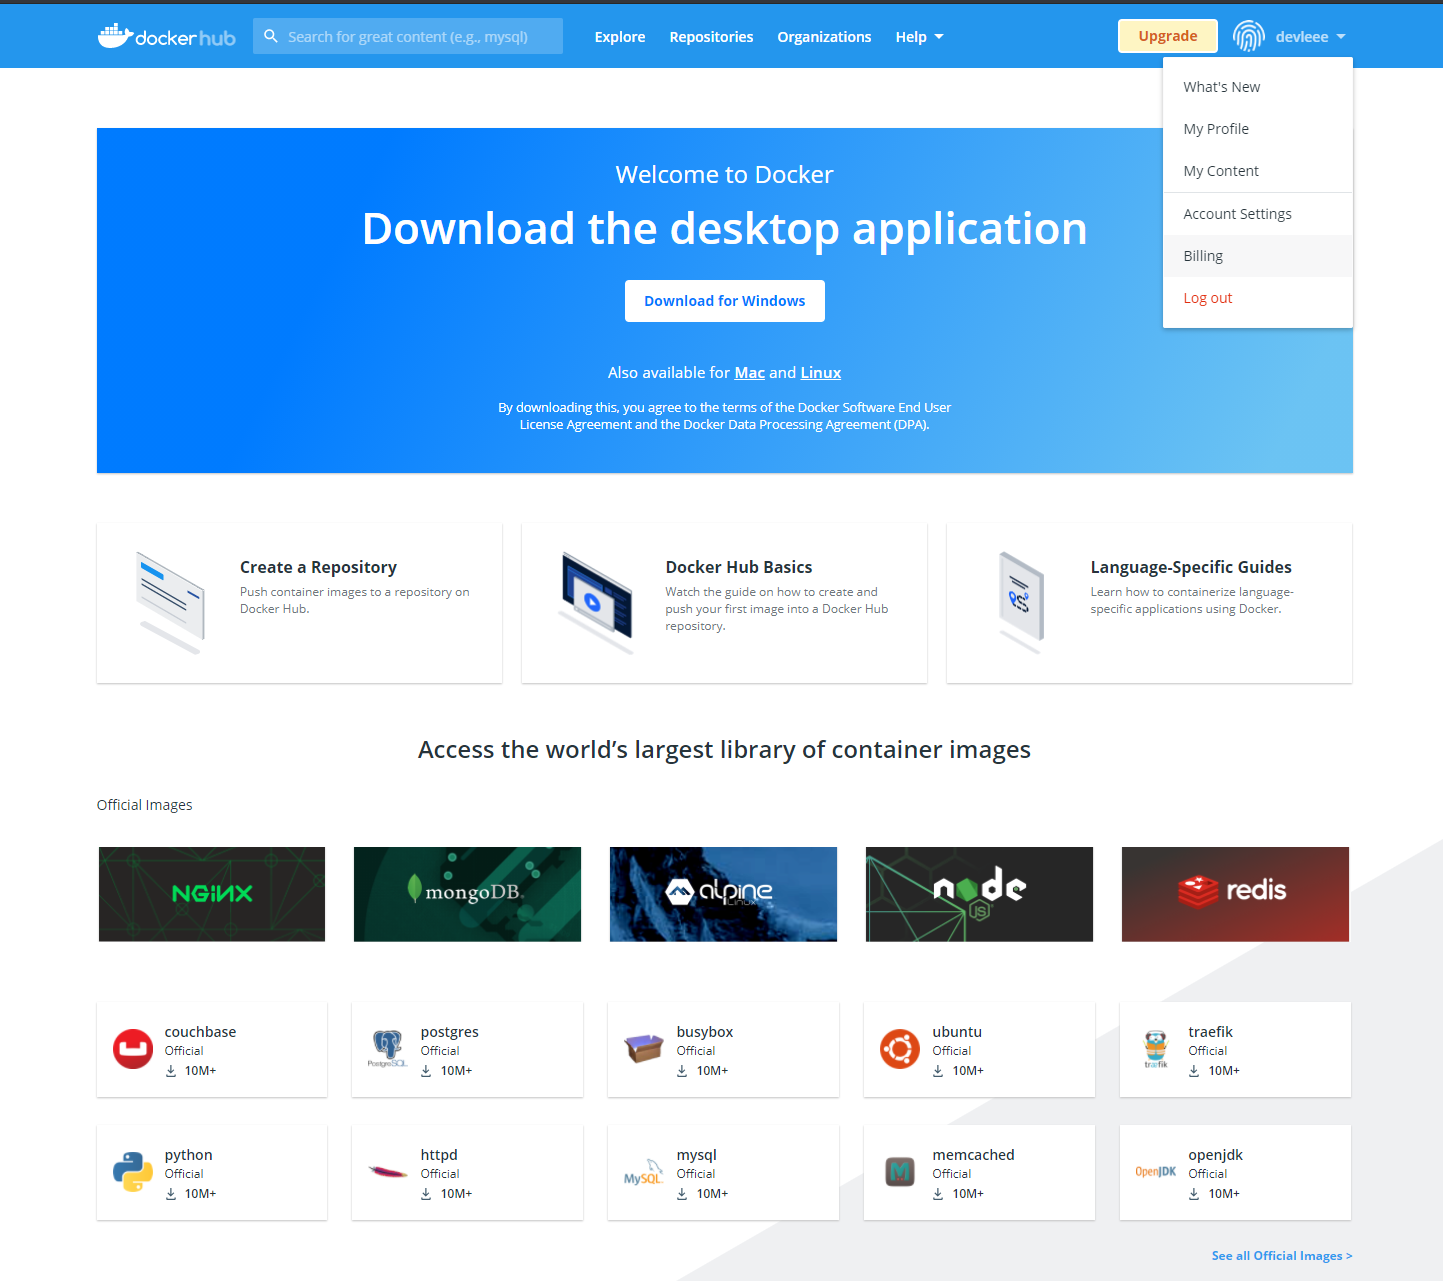 docker hub
Search for great content (e.g., mysql)
Explore
Repositories
Organizations
Help
Upgrade
devleee
What's New
My Profile
My Content
Account Settings
Billing
Log out
Welcome to Docker
Download the desktop application
Download for Windows
Also available for Mac and Linux
By downloading this, you agree to the terms of the Docker Software End User
License Agreement and the Docker Data Processing Agreement (DPA).
Create a Repository
Push container images to a repository on
Docker Hub.
Docker Hub Basics
Watch the guide on how to create and
push your first image into a Docker Hub
repository.
Language-Specific Guides
Learn how to containerize language-
specific applications using Docker.
Access the world’s largest library of container images
Official Images
NGiNX
mongoDB.
alpine
Linux
node
JS
redis
couchbase
Official
10M+
PostgreSQL
postgres
Official
10M+
busybox
Official
10M+
ubuntu
Official
10M+
træfik
traefik
Official
10M+
python
Official
10M+
httpd
Official
10M+
MySQL
mysql
Official
10M+
M
memcached
Official
10M+
OpenJDK
openjdk
Official
10M+
See all Official Images >